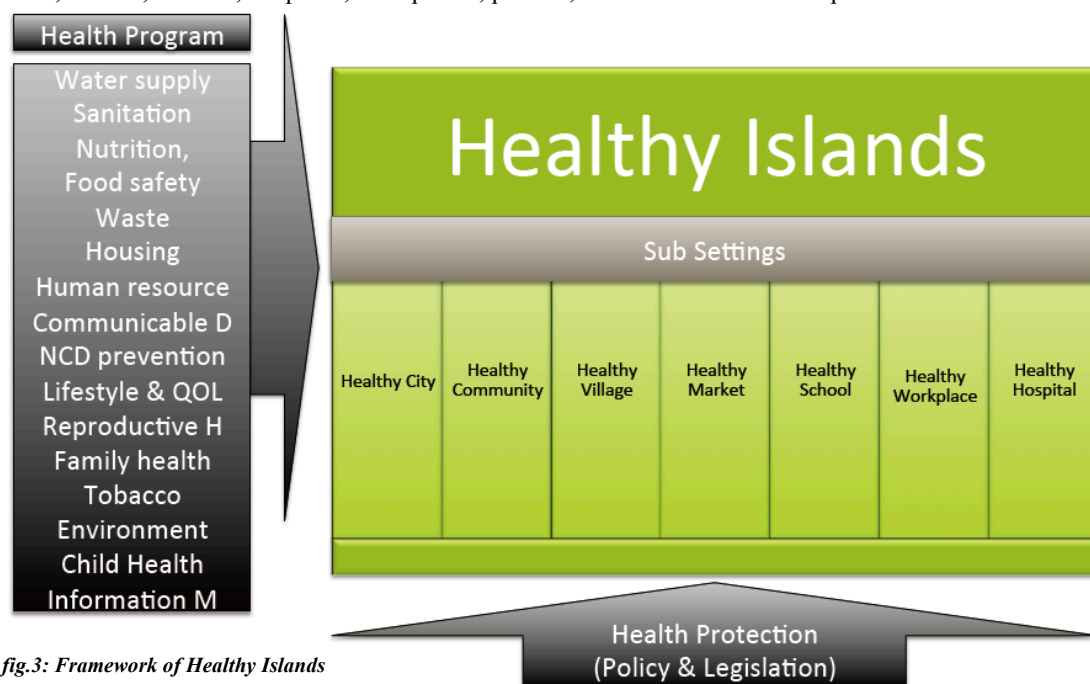 Health Program
Water supply
Sanitation
Nutrition,
Food safety
Waste
Housing
Human resource
Communicable D
NCD prevention
Lifestyle & QOL
Reproductive H
Family health
Tobacco
Environment
Child Health
Information M
Healthy Islands
Sub Settings
Healthy City
Healthy
Community
Healthy
Village
Healthy
Market
Healthy
School
Healthy
Workplace
Healthy
Hospital
Health Protection
(Policy & Legislation)
fig.3: Framework of Healthy Islands